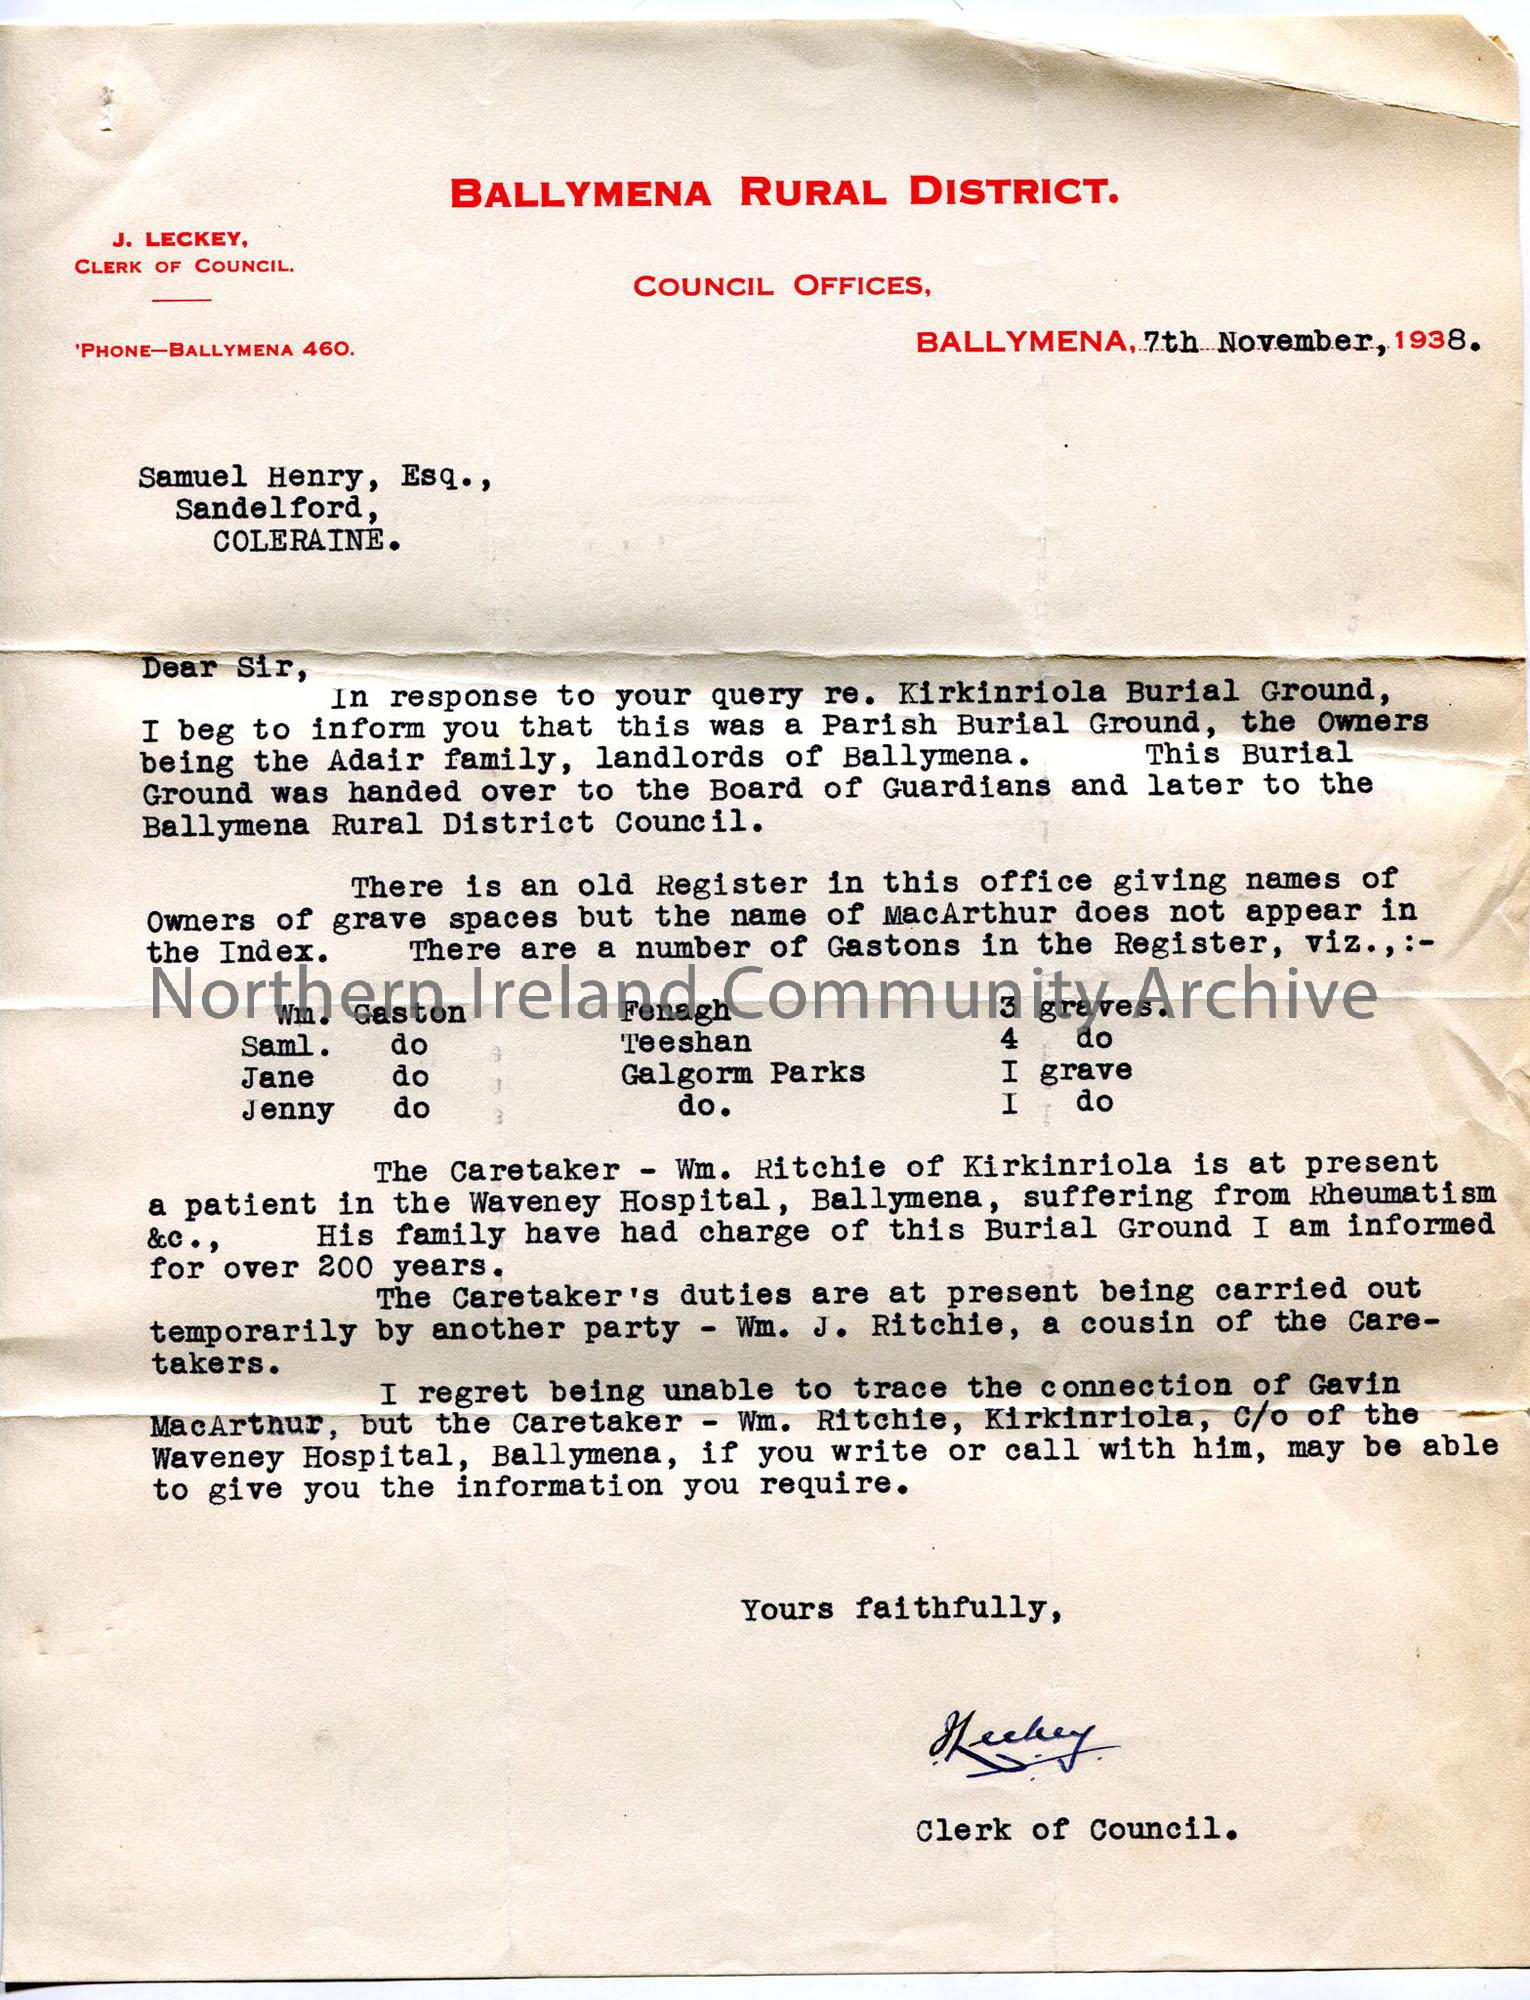 BALLYMENA RURAL DISTRICT.
J. LECKEY,
CLERK OF COUNCIL.
COUNCIL OFFICES,
'PHONE—BALLYMENA 460.
BALLYMENA, 7th November, 1938.
Samuel Henry, Esq.,
Sandelford,
COLERAINE.
Dear Sir,
In response to your query re. Kirkinriola Burial Ground,
I beg to inform you that this was a Parish Burial Ground, the Owners
being the Adair family, landlords of Ballymena. This Burial
Ground was handed over to the Board of Guardians and later to the
Ballymena Rural District Council.
There is an old Register in this office giving names of
Owners of grave spaces but the name of MacArthur does not appear in
the Index. There are a number of Gastons in the Register, viz.,:-
Northern Ireland Community Archive
Wm. Gaston Fenagh 3 graves.
Saml. do Teeshan 4 do
Jane do Galgorm Parks I grave
Jenny do do. I do
The Caretaker - Wm. Ritchie of Kirkinriola is at present
a patient in the Waveney Hospital, Ballymena, suffering from Rheumatism
&c., His family have had charge of this Burial Ground I am informed
for over 200 years.
The Caretaker's duties are at present being carried out
temporarily by another party - Wm. J. Ritchie, a cousin of the Care-
takers.
I regret being unable to trace the connection of Gavin
MacArthur, but the Caretaker - Wm. Ritchie, Kirkinriola, C/o of the
Waveney Hospital, Ballymena, if you write or call with him, may be able
to give you the information you require.
Yours faithfully,
JLeckey
Clerk of Council.